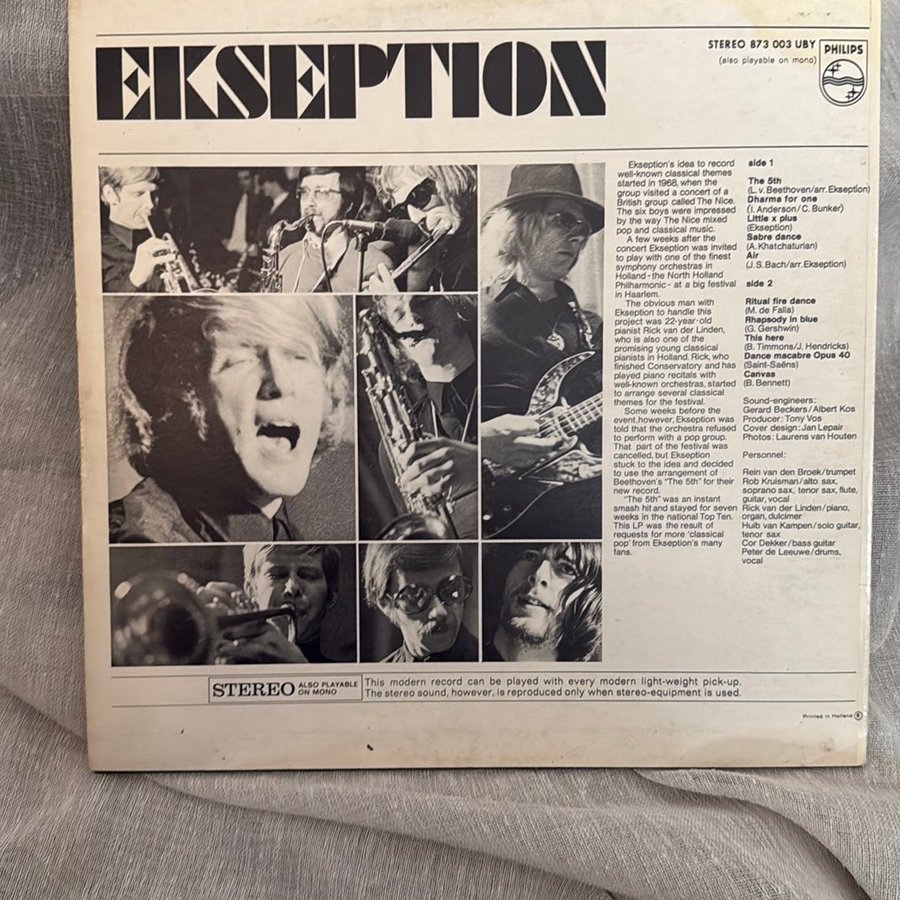 EKSEPTION
STEREO 873 003 UBY
(also playable on mono)
PHILIPS
Ekseption's idea to record
well-known classical themes
started in 1968, when the
group visited a concert of a
British group called The Nice.
The six boys were impressed
by the way The Nice mixed
pop and classical music.
A few weeks after the
concert Ekseption was invited
to play with one of the finest
symphony orchestras in
Holland - the North Holland
Philharmonic - at a big festival
in Haarlem.
The obvious man with
Ekseption to handle this
project was 22-year-old
pianist Rick van der Linden,
who is also one of the
promising young classical
pianists in Holland. Rick, who
finished Conservatory and has
played piano recitals with
well-known orchestras, started
to arrange several classical
themes for the festival.
Some weeks before the
event, however, Ekseption was
told that the orchestra refused
to perform with a pop group.
That part of the festival was
cancelled, but Ekseption
stuck to the idea and decided
to use the arrangement of
Beethoven's "The 5th" for their
new record.
"The 5th" was an instant
smash hit and stayed for seven
weeks in the national Top Ten.
This LP was the result of
requests for more 'classical
pop' from Ekseption's many
fans.
side 1
The 5th
(L. v. Beethoven/arr. Ekseption)
Dharma for one
(I. Anderson/C. Bunker)
Little x plus
(Ekseption)
Sabre dance
(A. Khatchaturian)
Air
(J. S. Bach/arr. Ekseption)
side 2
Ritual fire dance
(M. de Falla)
Rhapsody in blue
(G. Gershwin)
This here
(B. Timmons/J. Hendricks)
Dance macabre Opus 40
(Saint-Saëns)
Canvas
(B. Bennett)
Sound-engineers:
Gerard Beckers/Albert Kos
Producer: Tony Vos
Cover design: Jan Lepair
Photos: Laurens van Houten
Personnel:
Rein van den Broek/trumpet
Rob Kruisman/alto sax,
soprano sax, tenor sax, flute,
guitar, vocal
Rick van der Linden/piano,
organ, dulcimer
Huib van Kampen/solo guitar,
tenor sax
Cor Dekker/bass guitar
Peter de Leeuwe/drums,
vocal
STEREO ALSO PLAYABLE
ON MONO
This modern record can be played with every modern light-weight pick-up.
The stereo sound, however, is reproduced only when stereo-equipment is used.
Printed in Holland